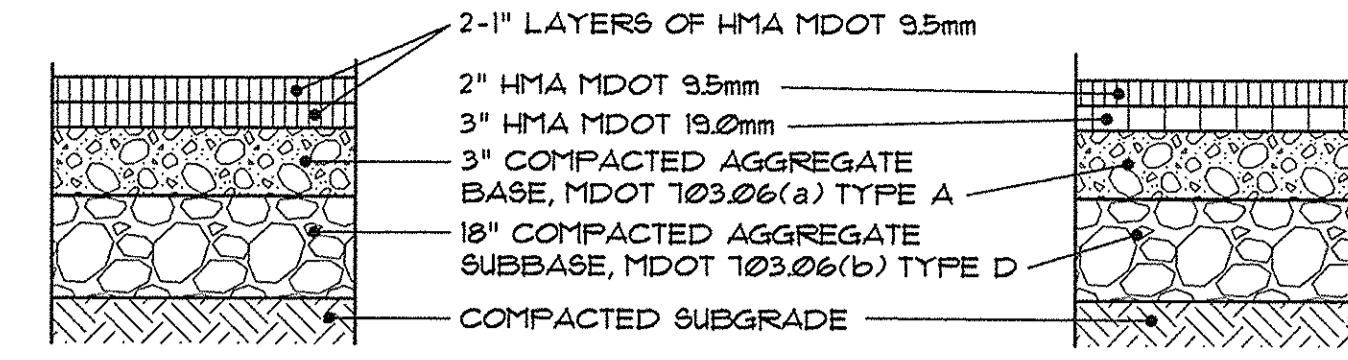 2-1" LAYERS OF HMA MDOT 9.5mm
2" HMA MDOT 9.5mm
3" HMA MDOT 19.0mm
3" COMPACTED AGGREGATE
BASE, MDOT 703.06(a) TYPE A
18" COMPACTED AGGREGATE
SUBBASE, MDOT 703.06(b) TYPE D
COMPACTED SUBGRADE